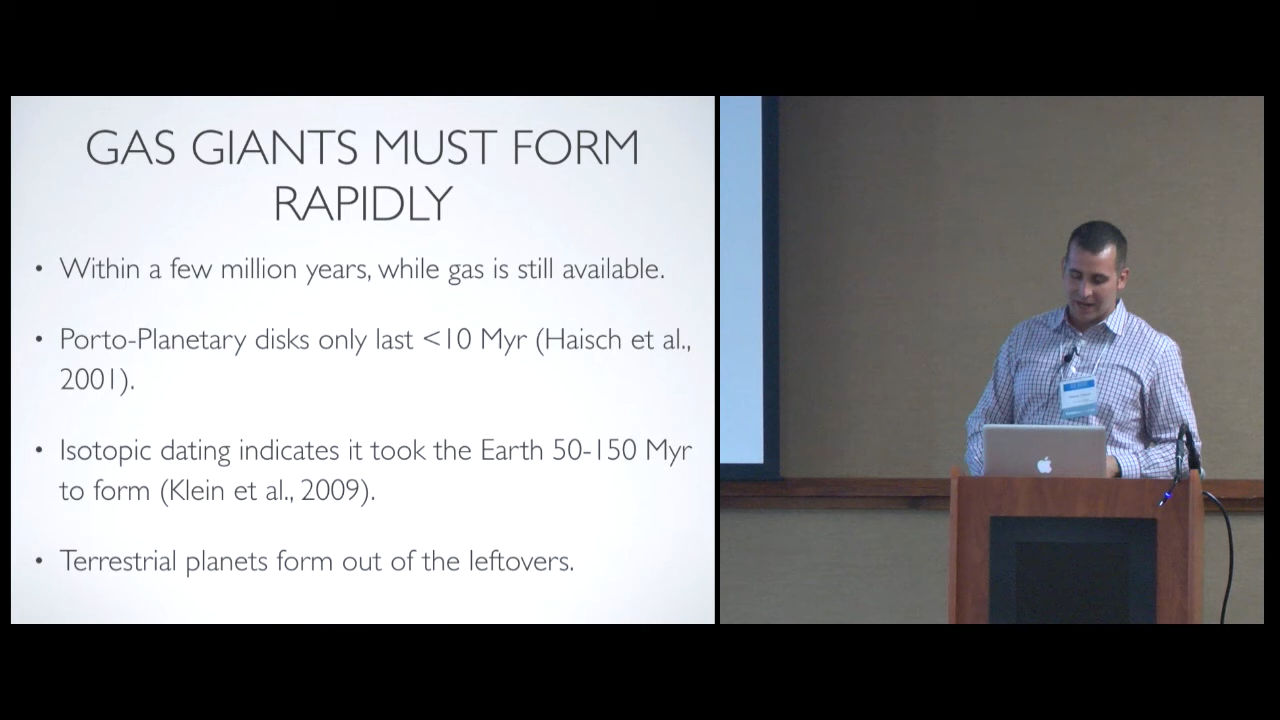 GAS GIANTS MUST FORM
RAPIDLY
• Within a few million years, while gas is still available.
• Porto-Planetary disks only last <10 Myr (Haisch et al.,
2001).
• Isotopic dating indicates it took the Earth 50-150 Myr
to form (Klein et al., 2009).
• Terrestrial planets form out of the leftovers.